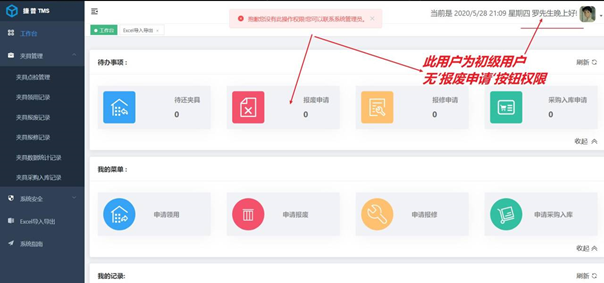 捷普 TMS
当前是 2020/5/28 21:09 星期四 罗先生晚上好!
抱歉您没有此操作权限!您可以联系系统管理员。
工作台
Excel导入导出
工作台
夹具管理
夹具点检管理
夹具领用记录
夹具报废记录
夹具报修记录
夹具数据统计记录
夹具采购入库记录
系统安全
Excel导入导出
系统指南
此用户为初级用户
无'报废申请'按钮权限
待办事项：
刷新
待还夹具
0
报废申请
0
报修申请
0
采购入库申请
0
收起
我的菜单：
申请领用
申请报废
申请报修
申请采购入库
收起
我的记录:
刷新